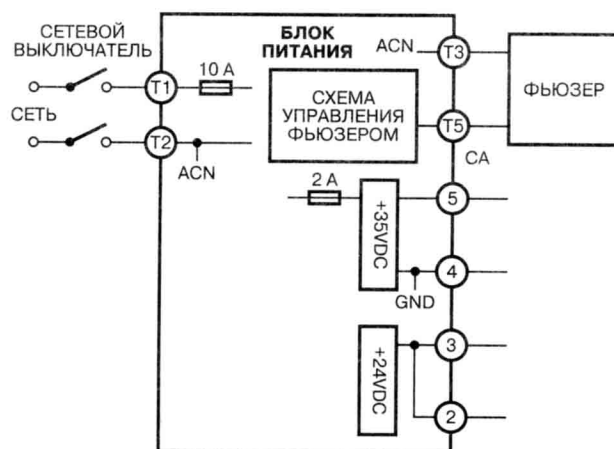 СЕТЕВОЙ
ВЫКЛЮЧАТЕЛЬ
СЕТЬ
T1
10 A
T2
ACN
БЛОК
ПИТАНИЯ
ACN
T3
ФЬЮЗЕР
СХЕМА
УПРАВЛЕНИЯ
ФЬЮЗЕРОМ
T5
CA
2 A
+35VDC
5
4
GND
+24VDC
3
2